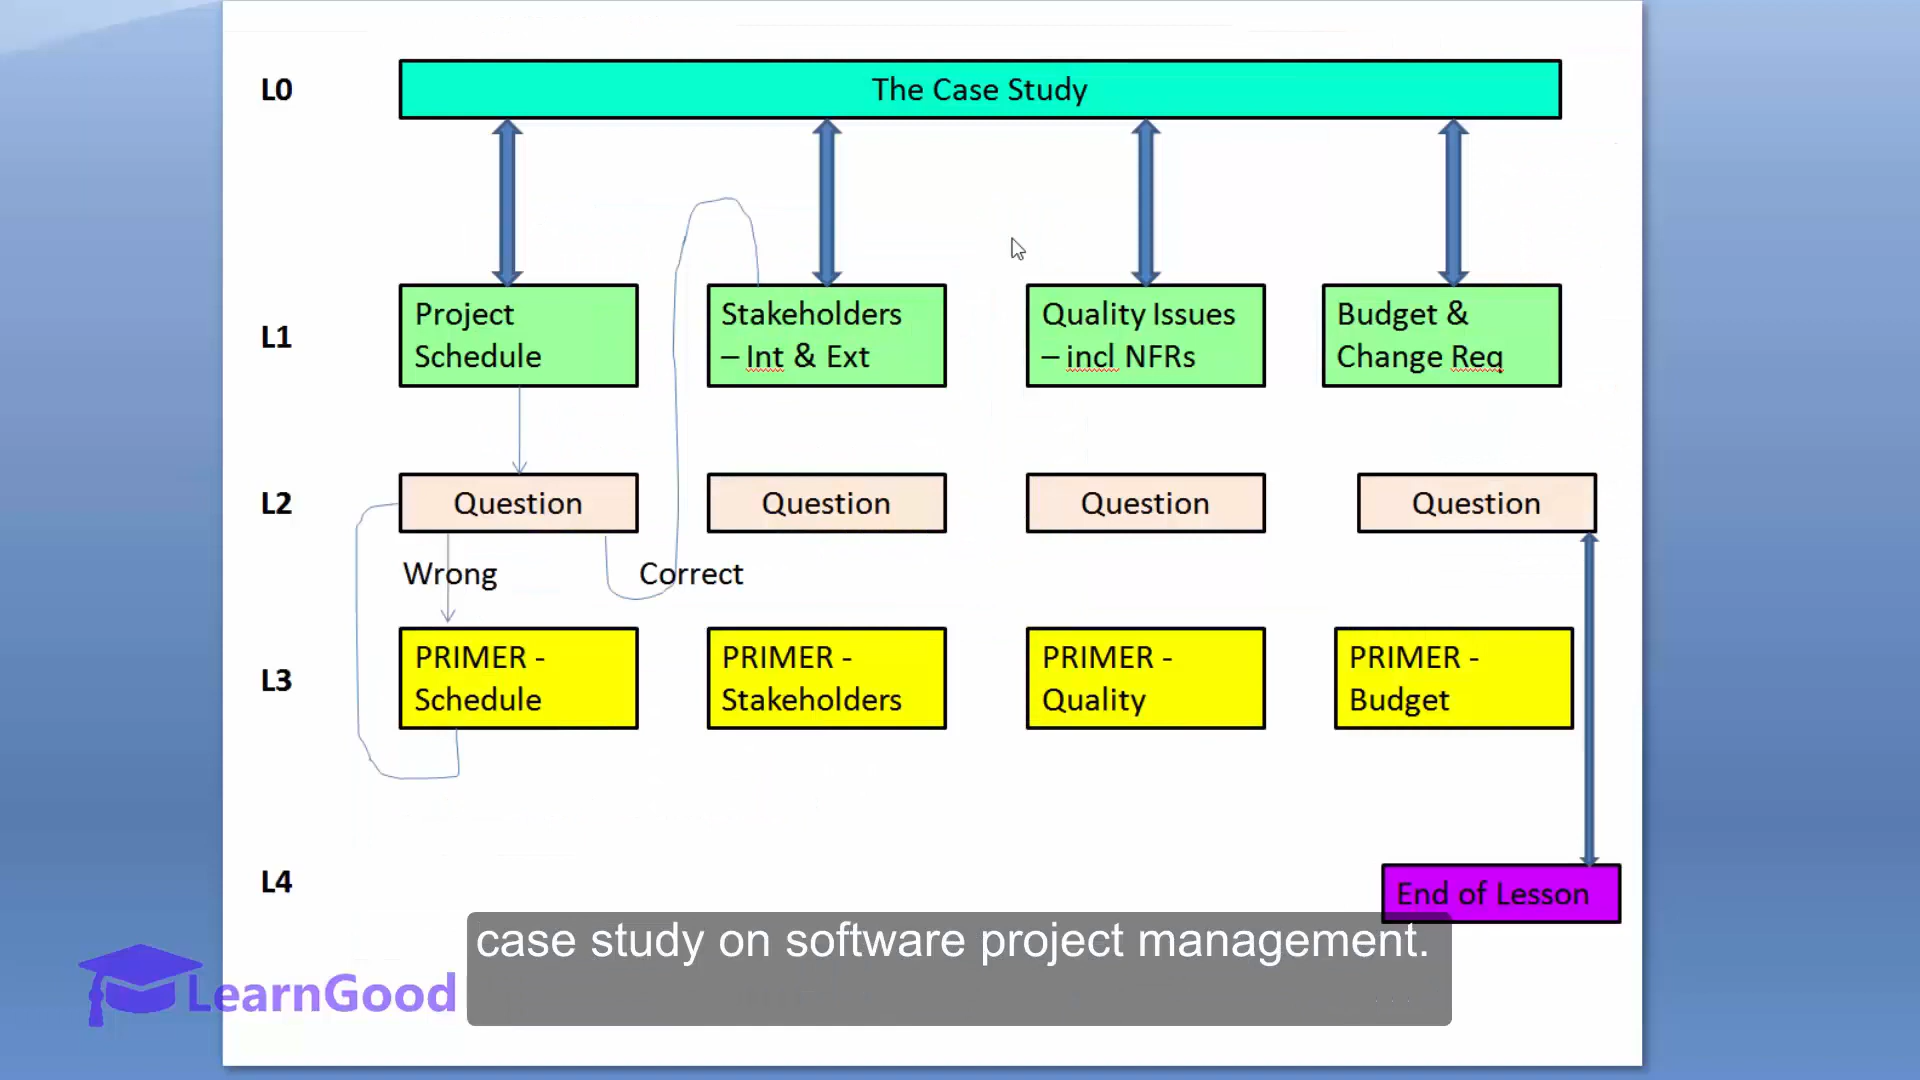 L0
The Case Study
L1
Project
Schedule
Stakeholders
– Int & Ext
Quality Issues
– incl NFRs
Budget &
Change Req
L2
Question
Question
Question
Question
Wrong
Correct
L3
PRIMER -
Schedule
PRIMER -
Stakeholders
PRIMER -
Quality
PRIMER -
Budget
L4
End of Lesson
case study on software project management.
LearnGood